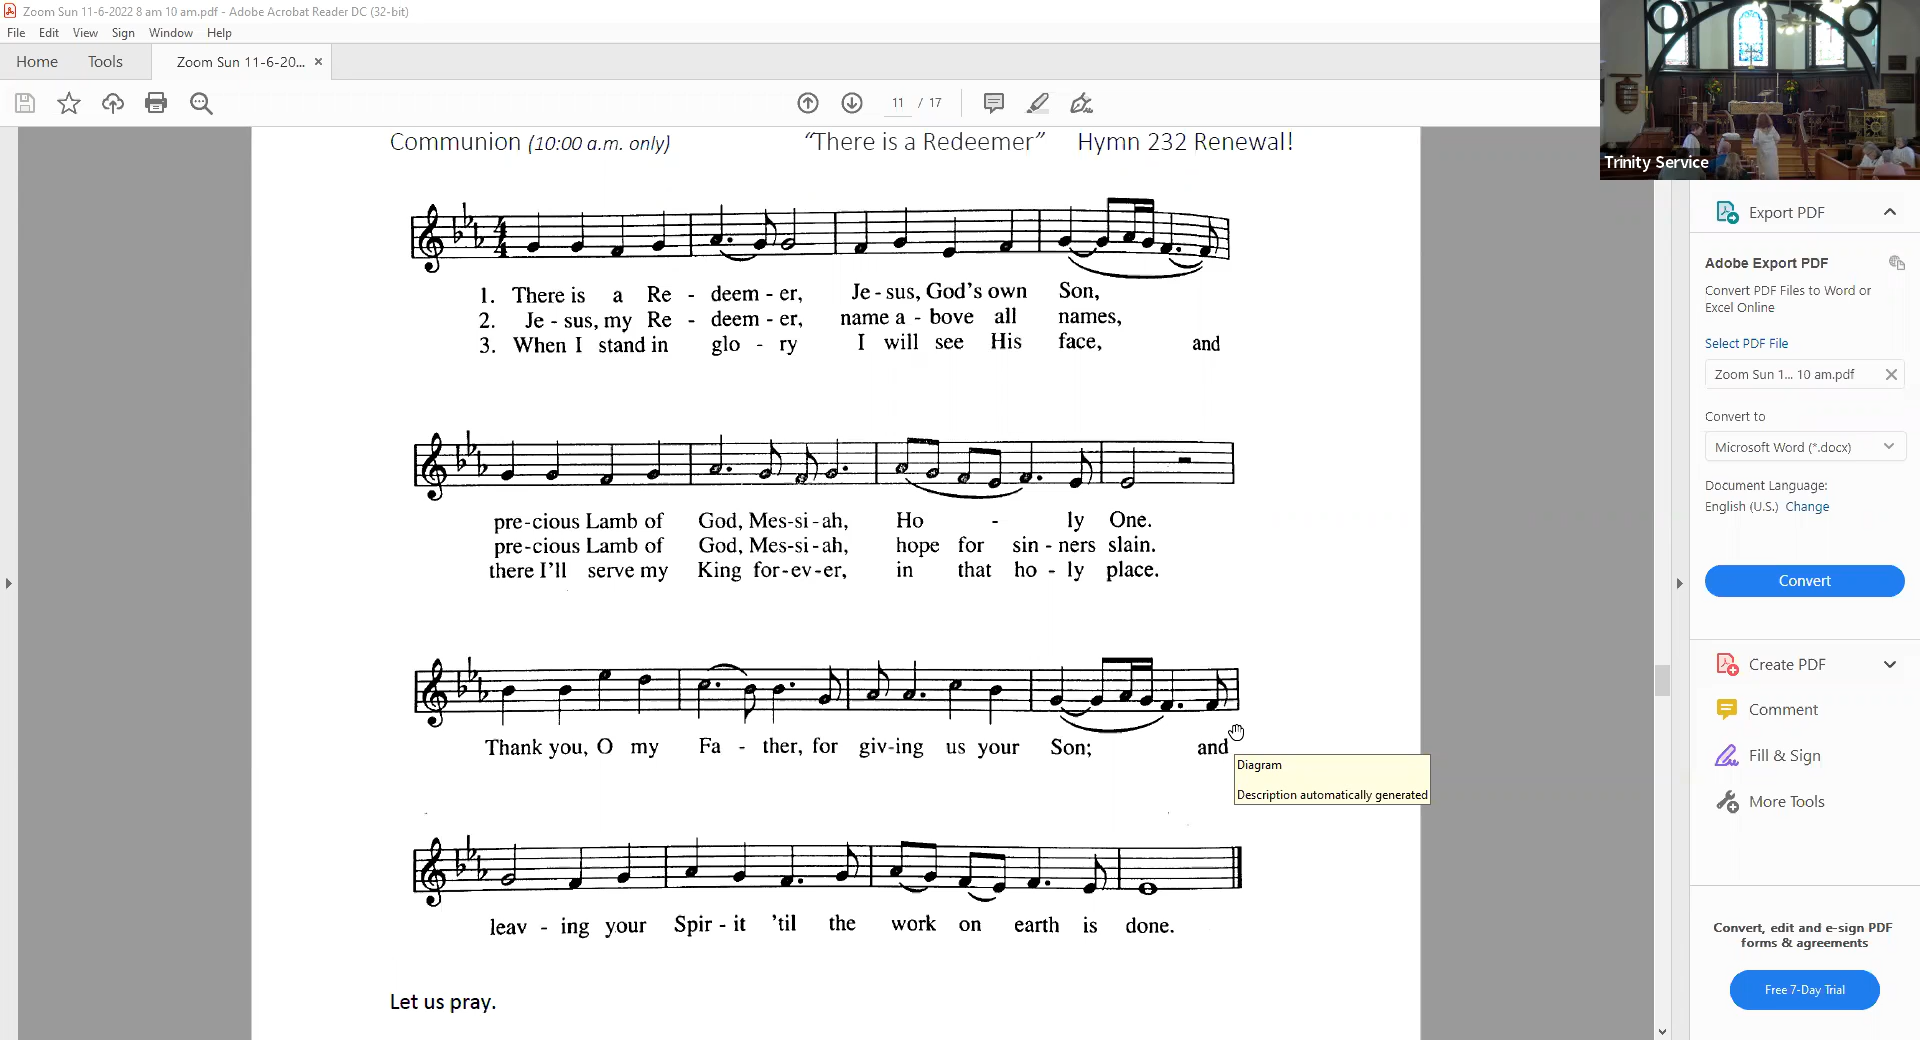 Zoom Sun 11-6-2022 8 am 10 am.pdf - Adobe Acrobat Reader DC (32-bit)
File Edit View Sign Window Help
Home Tools Zoom Sun 11-6-20... ×
11 / 17
Trinity Service
Communion (10:00 a.m. only) “There is a Redeemer” Hymn 232 Renewal!
4
4
1. There is a Re - deem - er, Je - sus, God's own Son,
2. Je - sus, my Re - deem - er, name a - bove all names,
3. When I stand in glo - ry I will see His face, and
pre-cious Lamb of God, Mes-si-ah, Ho - ly One.
pre-cious Lamb of God, Mes-si-ah, hope for sin - ners slain.
there I'll serve my King for-ev-er, in that ho - ly place.
Thank you, O my Fa - ther, for giv-ing us your Son; and
leav - ing your Spir - it 'til the work on earth is done.
Let us pray.
Diagram
Description automatically generated
Export PDF
Adobe Export PDF
Convert PDF Files to Word or
Excel Online
Select PDF File
Zoom Sun 1... 10 am.pdf
Convert to
Microsoft Word (*.docx)
Document Language:
English (U.S.) Change
Convert
Create PDF
Comment
Fill & Sign
More Tools
Convert, edit and e-sign PDF
forms & agreements
Free 7-Day Trial